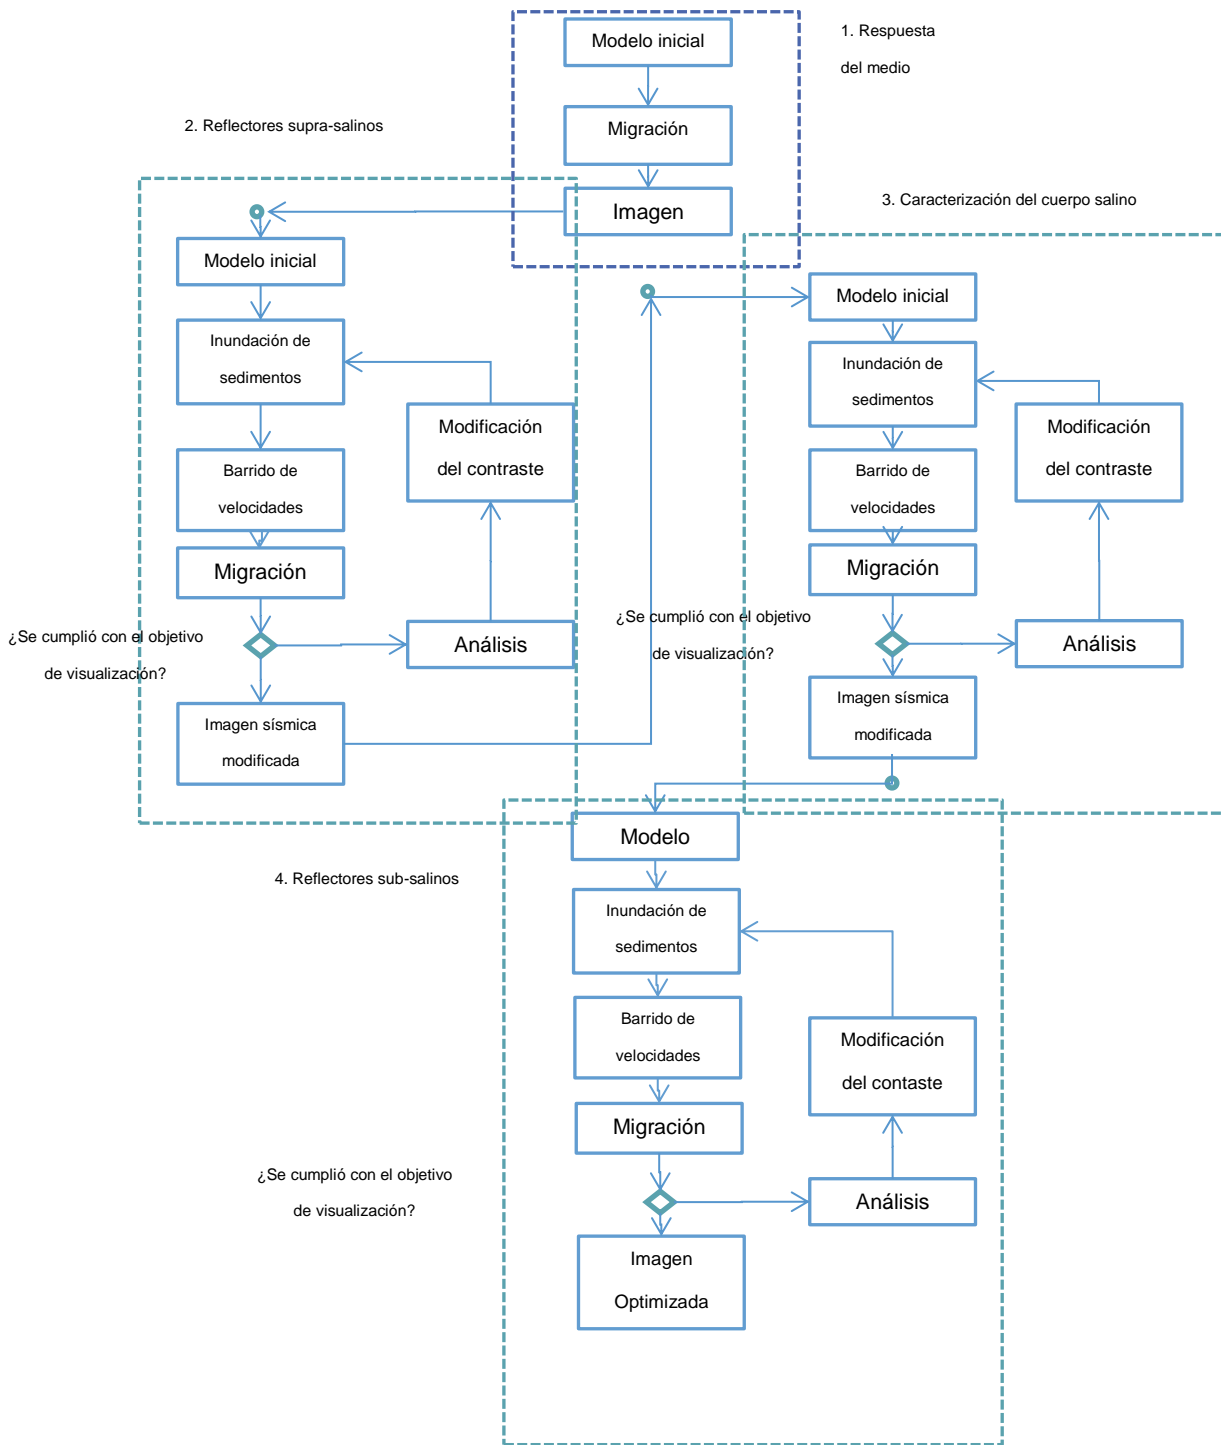 Modelo inicial
Migración
Imagen
1. Respuesta
del medio
2. Reflectores supra-salinos
Modelo inicial
Inundación de
sedimentos
Barrido de
velocidades
Migración
¿Se cumplió con el objetivo
de visualización?
Imagen sísmica
modificada
Análisis
Modificación
del contraste
3. Caracterización del cuerpo salino
Modelo inicial
Inundación de
sedimentos
Barrido de
velocidades
Migración
¿Se cumplió con el objetivo
de visualización?
Imagen sísmica
modificada
Análisis
Modificación
del contraste
4. Reflectores sub-salinos
Modelo
Inundación de
sedimentos
Barrido de
velocidades
Migración
¿Se cumplió con el objetivo
de visualización?
Imagen
Optimizada
Análisis
Modificación
del contaste